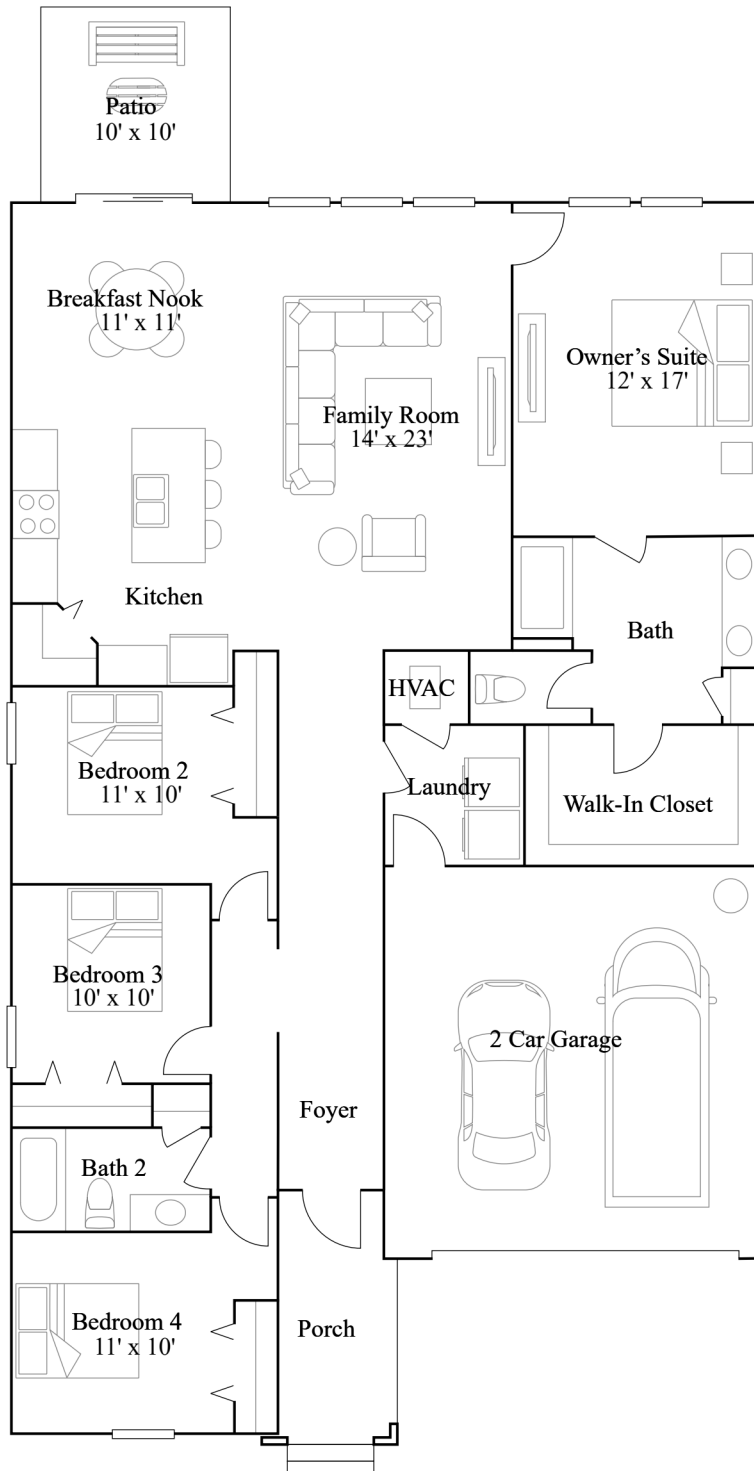 Patio
10' x 10'
Breakfast Nook
11' x 11'
Owner’s Suite
12' x 17'
Family Room
14' x 23'
Kitchen
Bath
HVAC
Bedroom 2
11' x 10'
Laundry
Walk-In Closet
Bedroom 3
10' x 10'
2 Car Garage
Foyer
Bath 2
Bedroom 4
11' x 10'
Porch